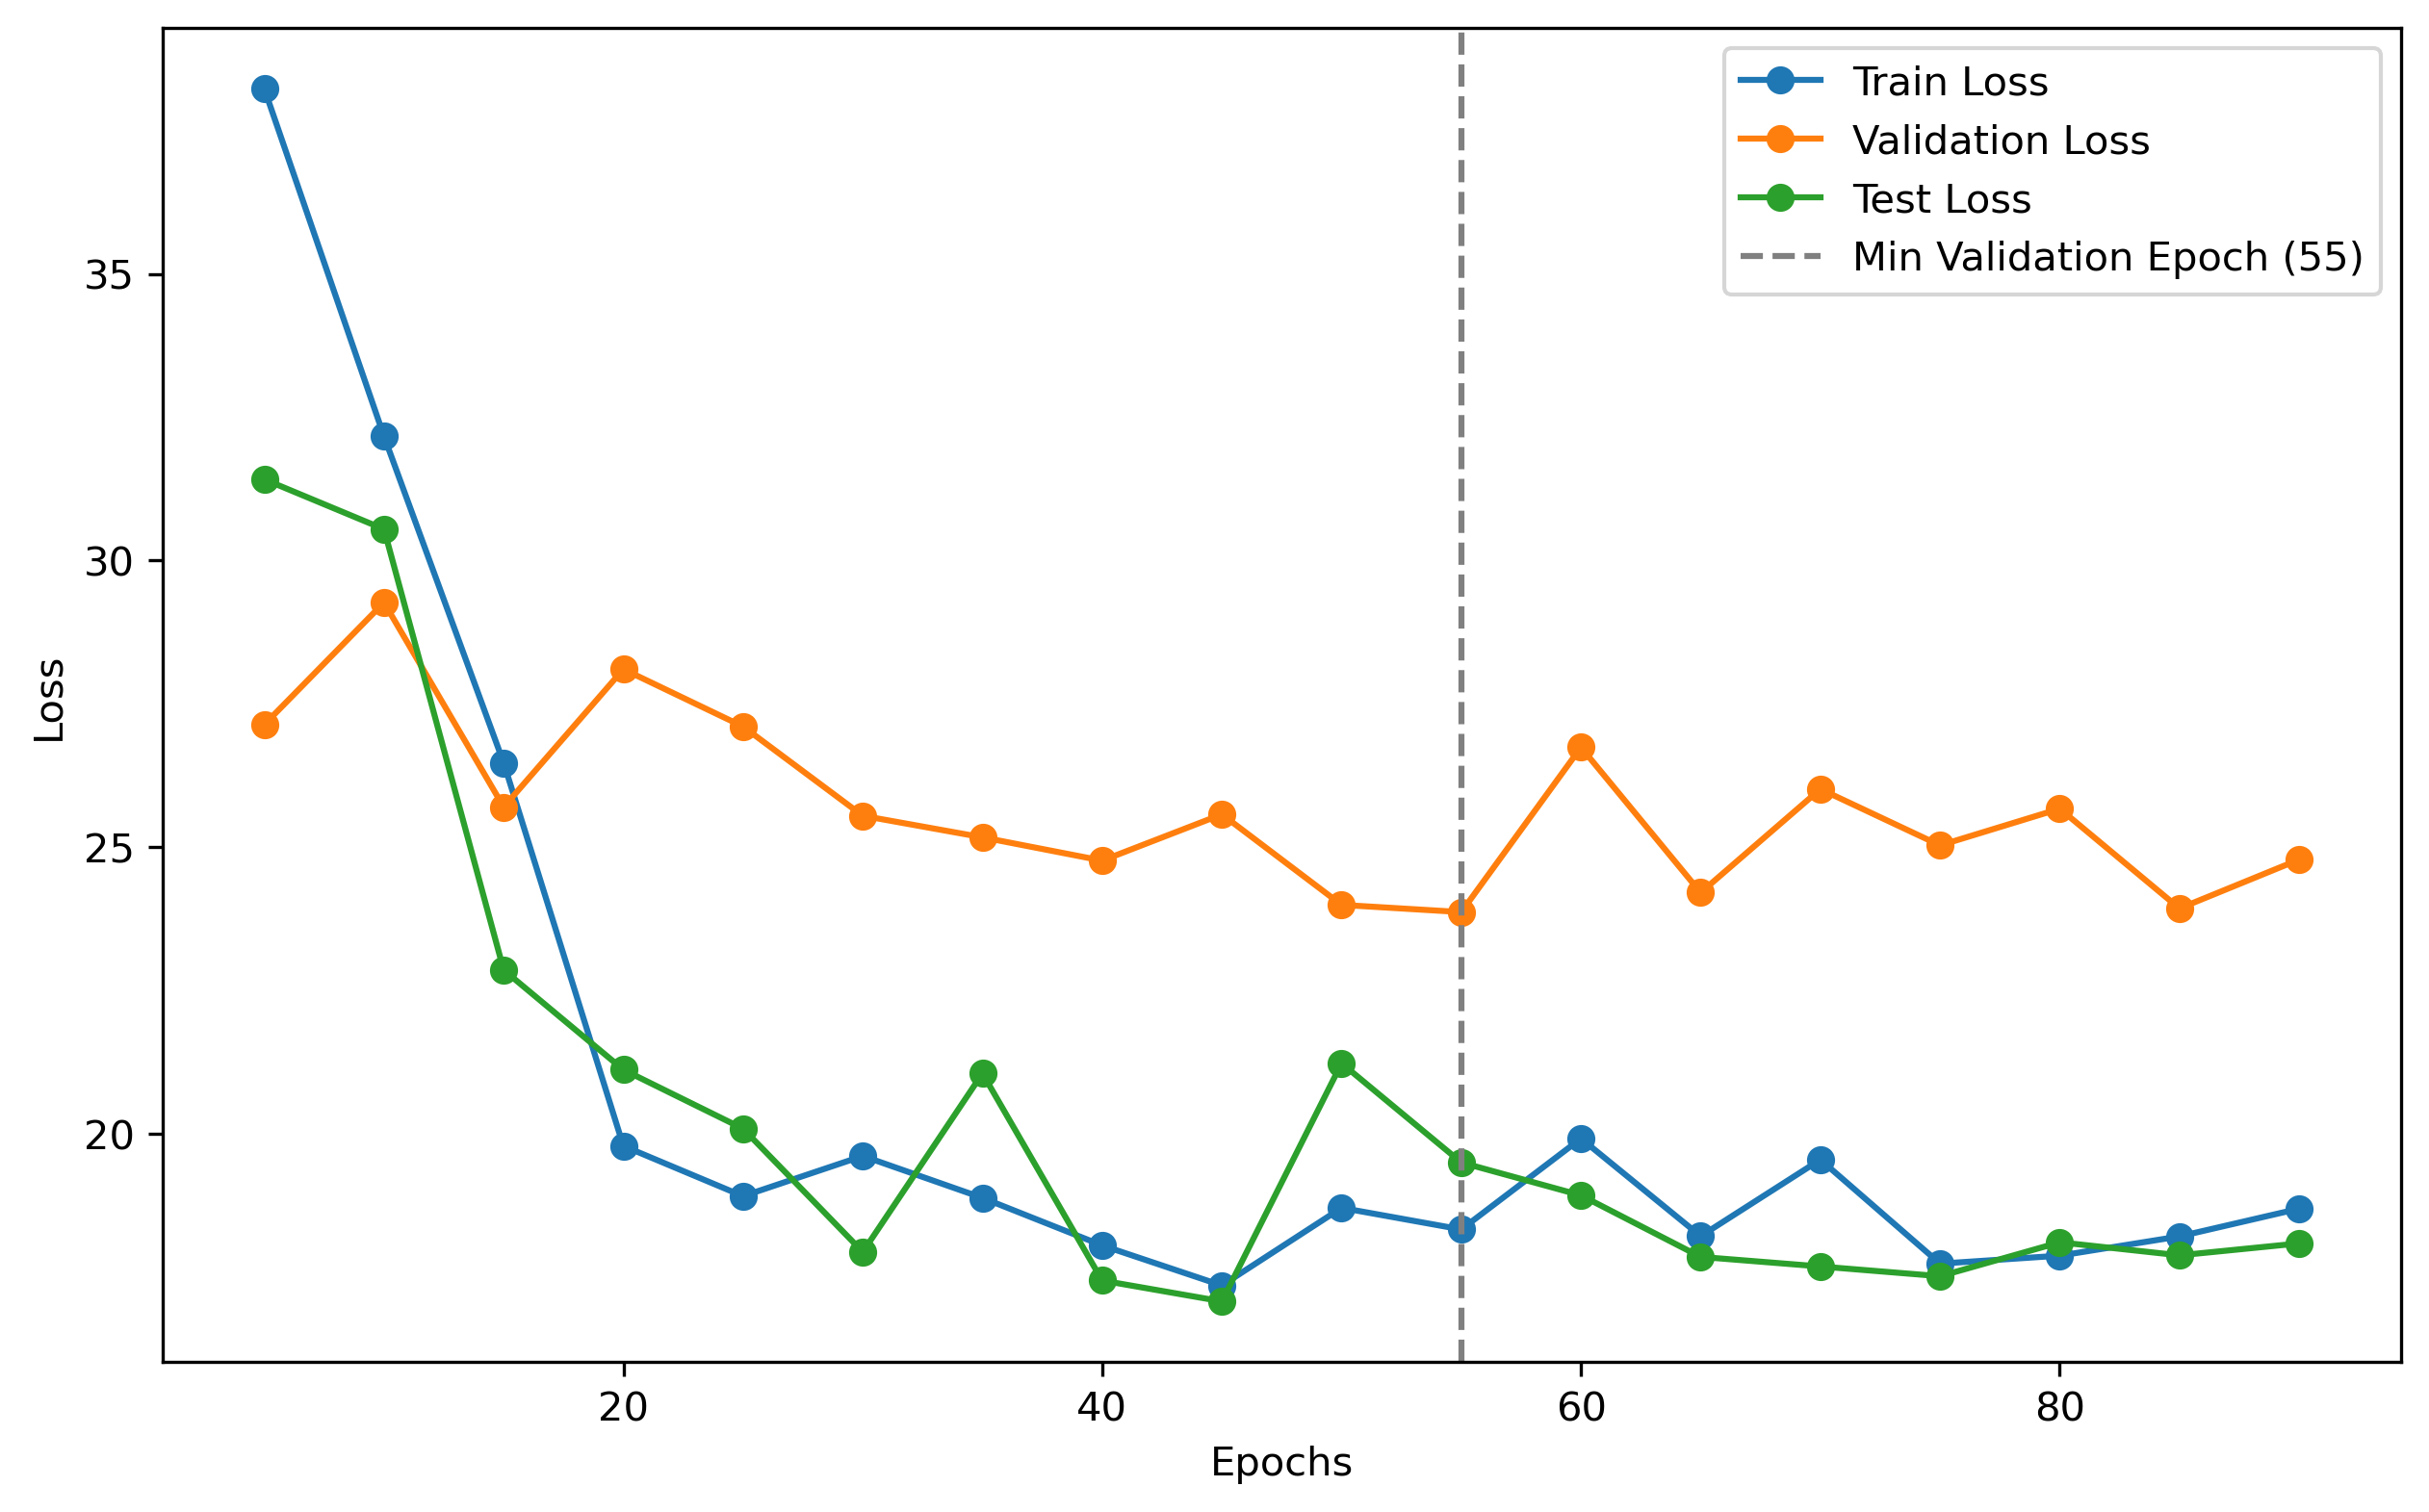 Train Loss
Validation Loss
Test Loss
Min Validation Epoch (55)
35
30
25
20
Loss
20 40 60 80
Epochs